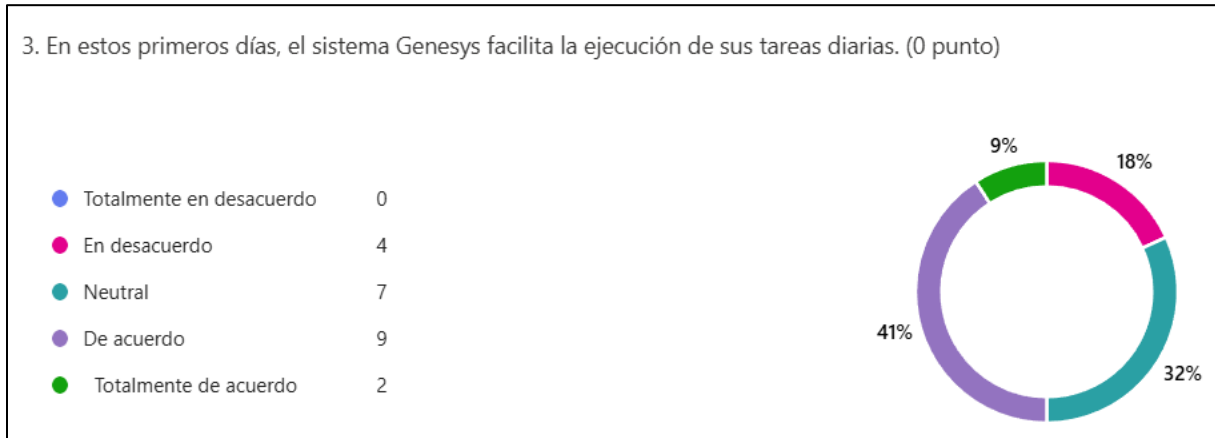 3. En estos primeros días, el sistema Genesys facilita la ejecución de sus tareas diarias. (0 punto)
Totalmente en desacuerdo 0
En desacuerdo 4
Neutral 7
De acuerdo 9
Totalmente de acuerdo 2
9%
18%
41%
32%